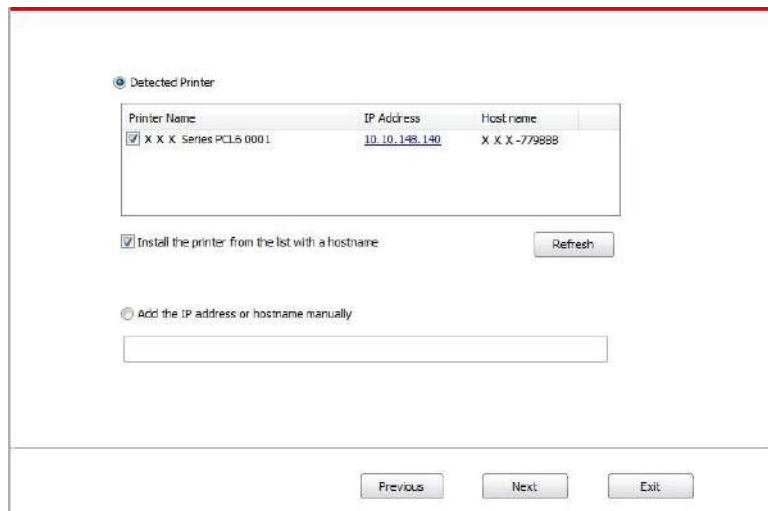 Detected Printer
Printer Name IP Address Host name
X X X Series PCL6 0001 10.10.148.140 X X X -779BBB
Install the printer from the list with a hostname Refresh
Add the IP address or hostname manually
Previous Next Exit